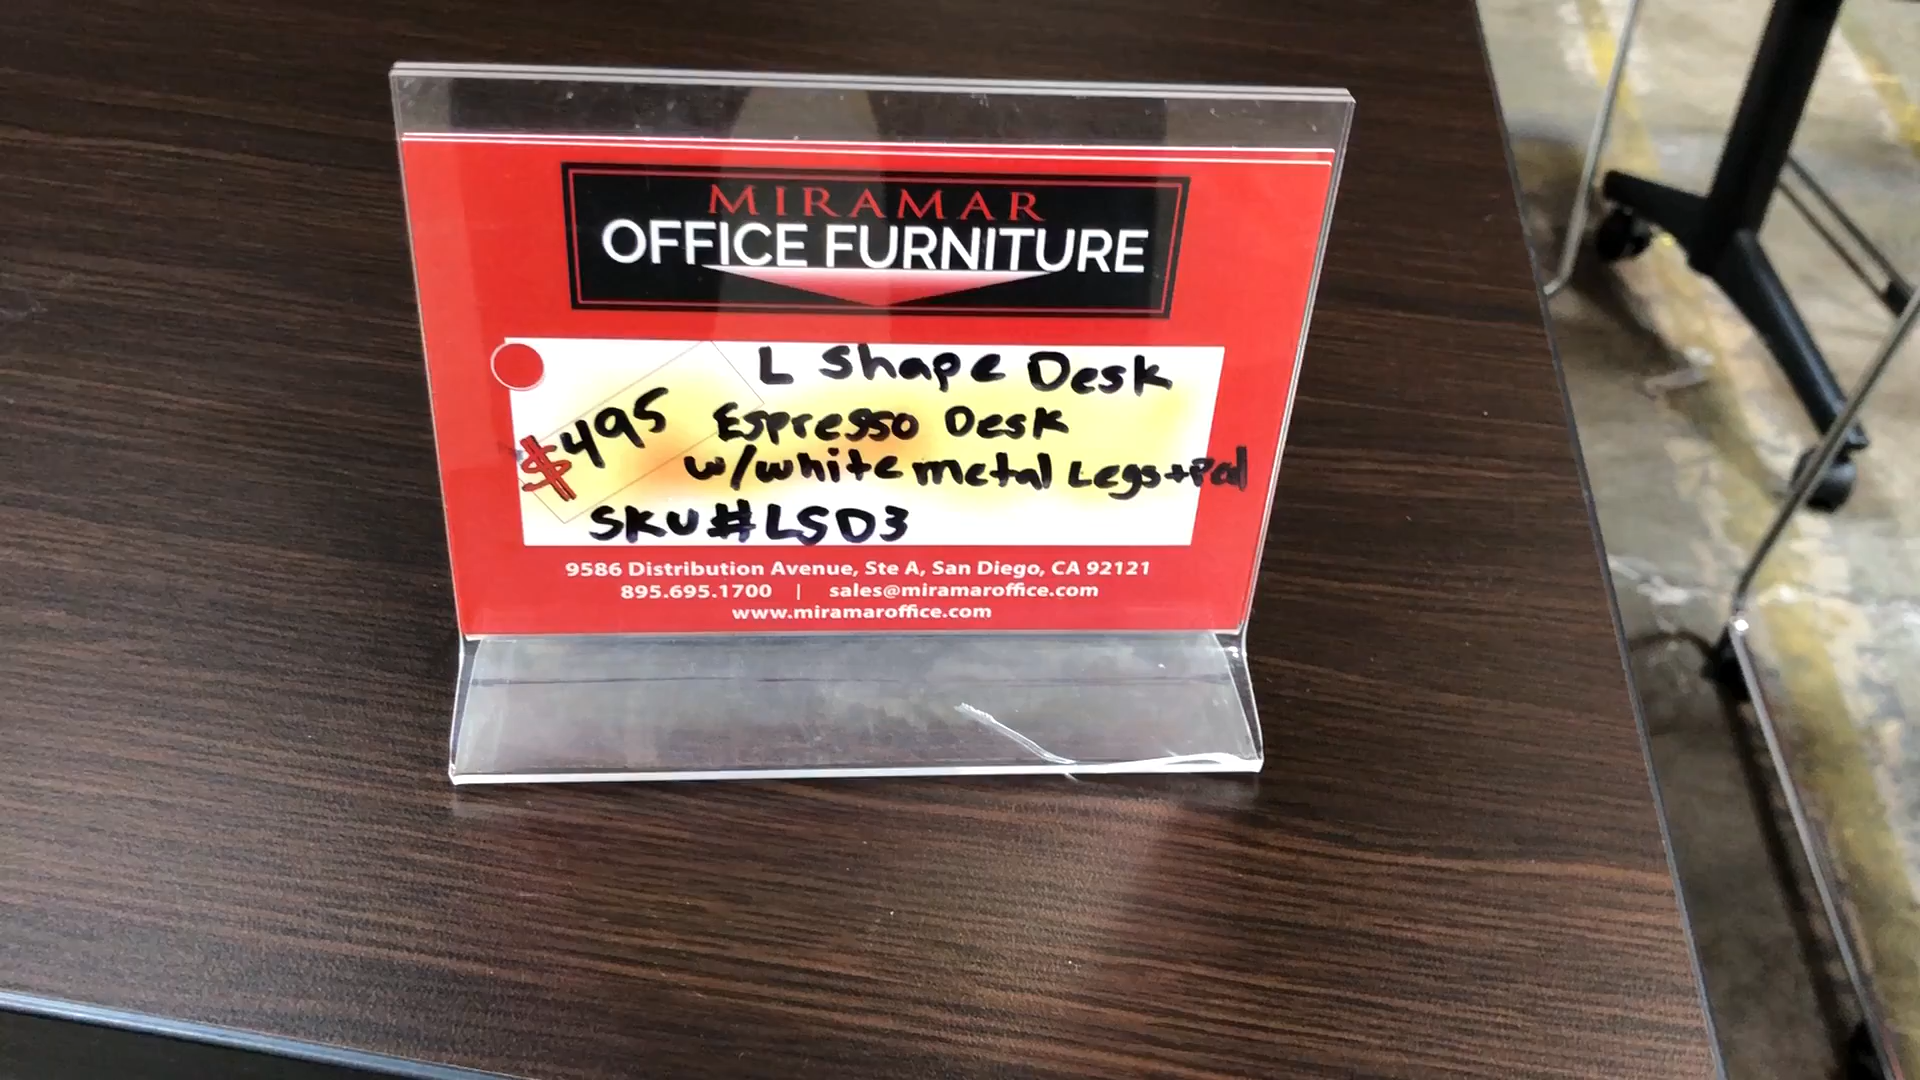 MIRAMAR
OFFICE FURNITURE
L Shape Desk
$495 Espresso Desk
w/white metal Legs+Ped
SKU#LSD3
9586 Distribution Avenue, Ste A, San Diego, CA 92121
895.695.1700 | sales@miramaroffice.com
www.miramaroffice.com